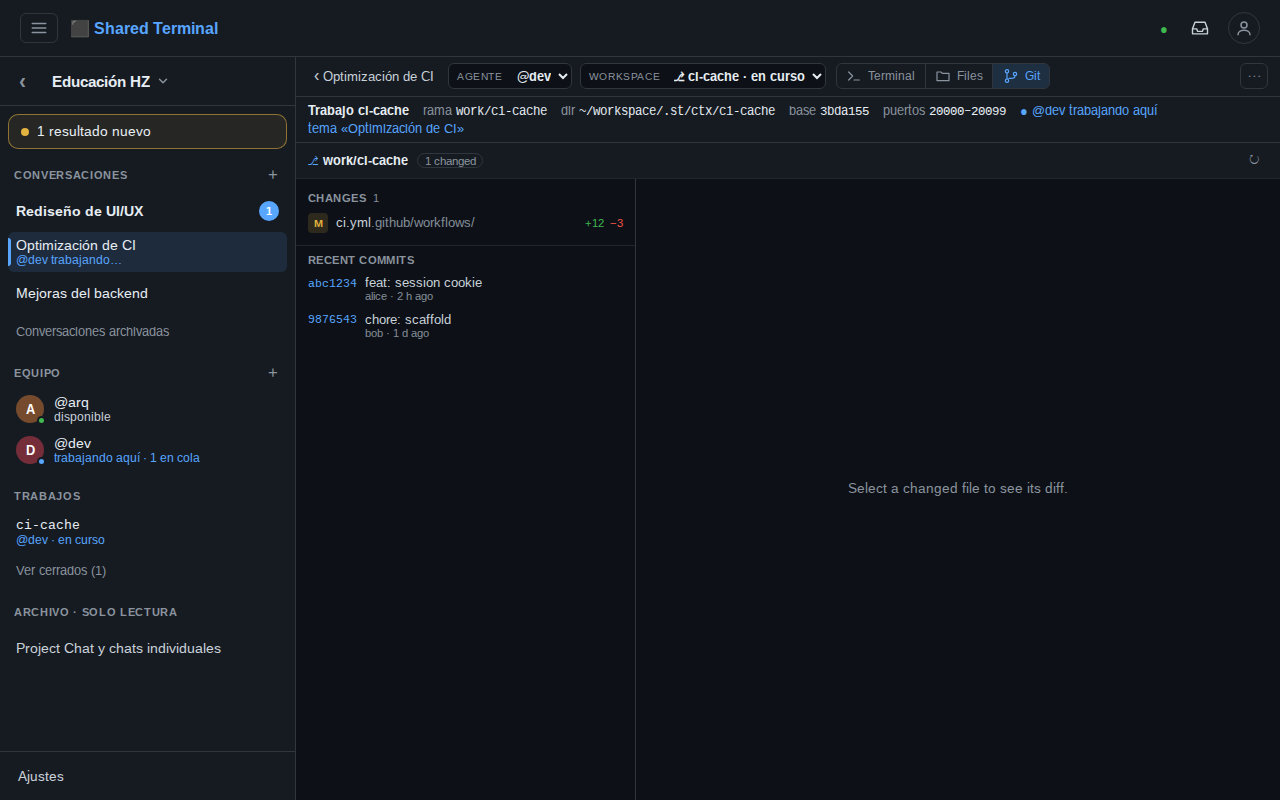 Shared Terminal
Educación HZ
1 resultado nuevo
CONVERSACIONES +
Rediseño de UI/UX 1
Optimización de CI
@dev trabajando…
Mejoras del backend
Conversaciones archivadas
EQUIPO +
A @arq
disponible
D @dev
trabajando aquí · 1 en cola
TRABAJOS
ci-cache
@dev · en curso
Ver cerrados (1)
ARCHIVO · SOLO LECTURA
Project Chat y chats individuales
Ajustes
‹ Optimización de CI AGENTE @dev WORKSPACE ⎇ ci-cache · en curso Terminal Files Git ···
Trabajo ci-cache rama work/ci-cache dir ~/workspace/.st/ctx/c1-cache base 3bda155 puertos 20000–20099 ● @dev trabajando aquí
tema «Optimización de CI»
⎇ work/ci-cache 1 changed ↻
CHANGES 1
M ci.yml .github/workflows/ +12 −3
RECENT COMMITS
abc1234 feat: session cookie
alice · 2 h ago
9876543 chore: scaffold
bob · 1 d ago
Select a changed file to see its diff.